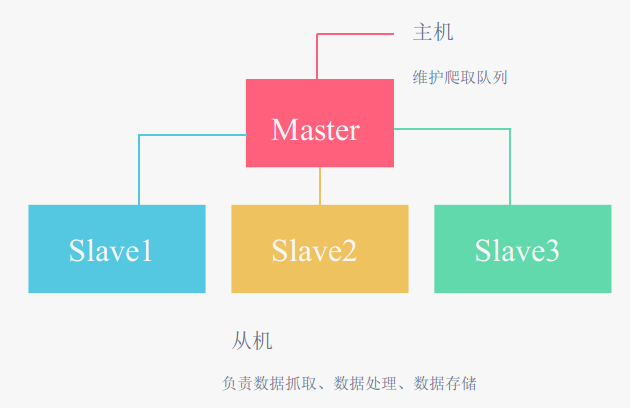 主机
维护爬取队列
Master
Slave1
Slave2
Slave3
从机
负责数据抓取、数据处理、数据存储